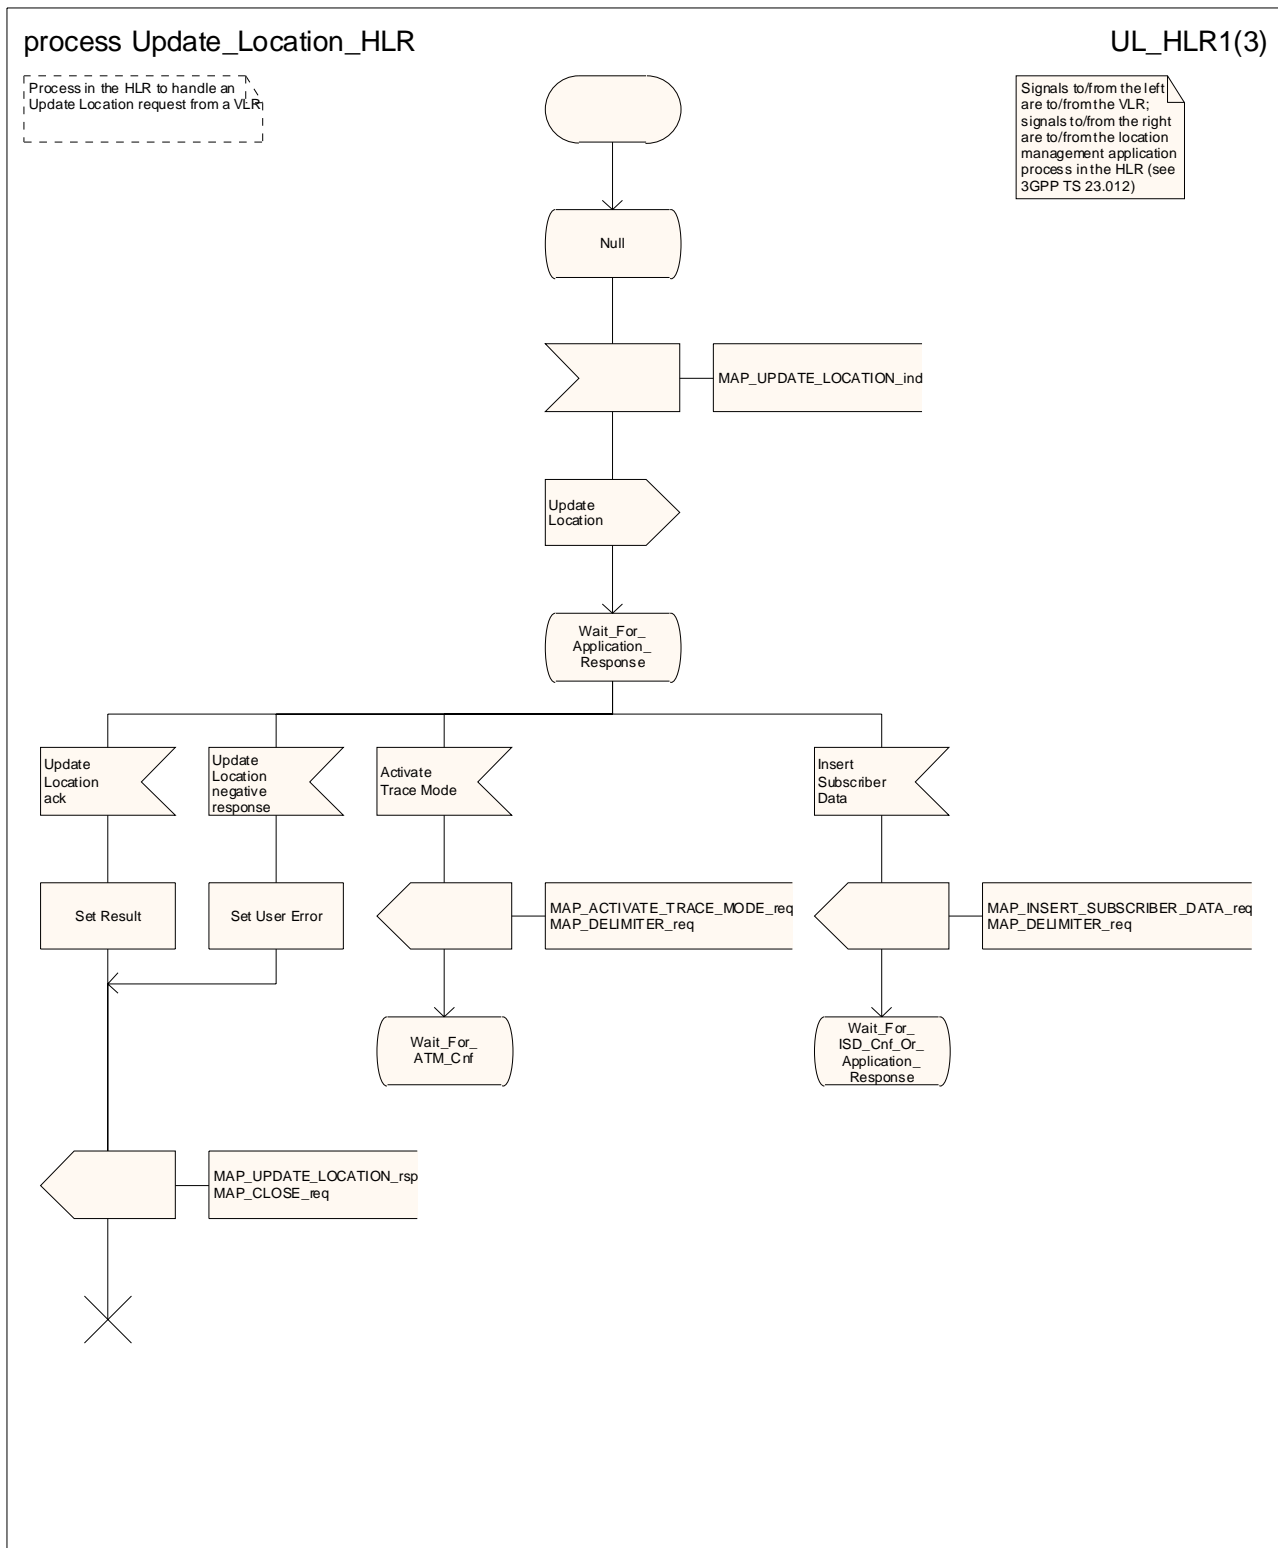 process Update_Location_HLR
UL_HLR1(3)
Process in the HLR to handle an
Update Location request from a VLR
Signals to/from the left
are to/from the VLR;
signals to/from the right
are to/from the location
management application
process in the HLR (see
3GPP TS 23.012)
Null
MAP_UPDATE_LOCATION_ind
Update
Location
Wait_For_
Application_
Response
Update
Location
ack
Update
Location
negative
response
Activate
Trace Mode
Insert
Subscriber
Data
Set Result
Set User Error
MAP_ACTIVATE_TRACE_MODE_req
MAP_DELIMITER_req
MAP_INSERT_SUBSCRIBER_DATA_req
MAP_DELIMITER_req
Wait_For_
ATM_Cnf
Wait_For_
ISD_Cnf_Or_
Application_
Response
MAP_UPDATE_LOCATION_rsp
MAP_CLOSE_req